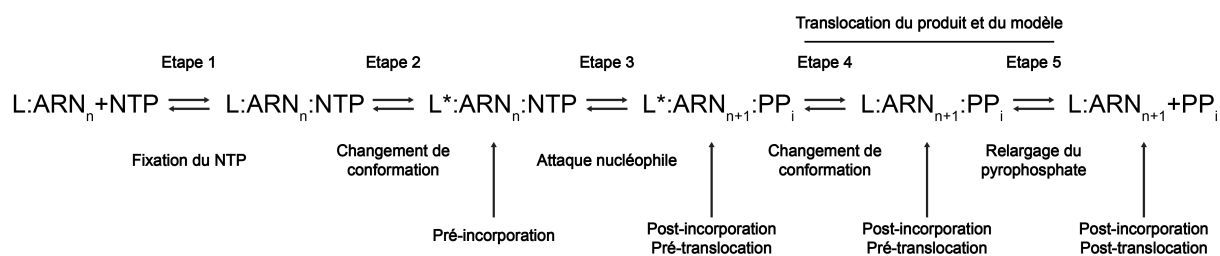 Translocation du produit et du modèle
Etape 1 Etape 2 Etape 3 Etape 4 Etape 5
L:ARNn+NTP ⇌ L:ARNn:NTP ⇌ L*:ARNn:NTP ⇌ L*:ARNn+1:PPi ⇌ L:ARNn+1:PPi ⇌ L:ARNn+1+PPi
Fixation du NTP
Changement de
conformation
Attaque nucléophile
Changement de
conformation
Relargage du
pyrophosphate
Pré-incorporation
Post-incorporation
Pré-translocation
Post-incorporation
Pré-translocation
Post-incorporation
Post-translocation